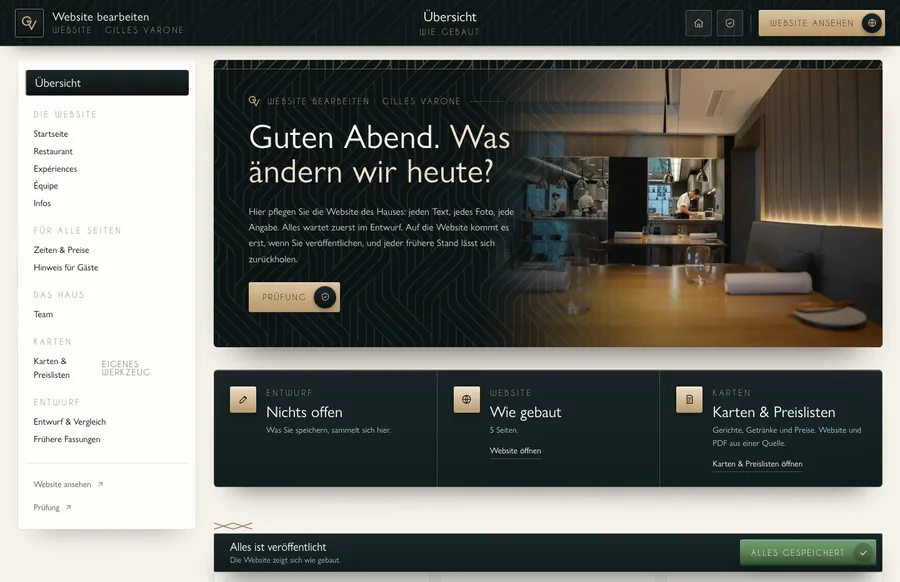 Website bearbeiten
WEBSITE GILLES VARONE
Übersicht
WIE GEBAUT
WEBSITE ANSEHEN
Übersicht
DIE WEBSITE
Startseite
Restaurant
Expériences
Équipe
Infos
FÜR ALLE SEITEN
Zeiten & Preise
Hinweis für Gäste
DAS HAUS
Team
KARTEN
Karten &
Preislisten
EIGENES
WERKZEUG
ENTWURF
Entwurf & Vergleich
Frühere Fassungen
Website ansehen
Prüfung
GV WEBSITE BEARBEITEN · GILLES VARONE
Guten Abend. Was
ändern wir heute?
Hier pflegen Sie die Website des Hauses: jeden Text, jedes Foto, jede
Angabe. Alles wartet zuerst im Entwurf. Auf die Website kommt es
erst, wenn Sie veröffentlichen, und jeder frühere Stand lässt sich
zurückholen.
PRÜFUNG
ENTWURF
Nichts offen
Was Sie speichern, sammelt sich hier.
WEBSITE
Wie gebaut
5 Seiten.
Website öffnen
KARTEN
Karten & Preislisten
Gerichte, Getränke und Preise. Website und
PDF aus einer Quelle.
Karten & Preislisten öffnen
Alles ist veröffentlicht
Die Website zeigt sich wie gebaut.
ALLES GESPEICHERT